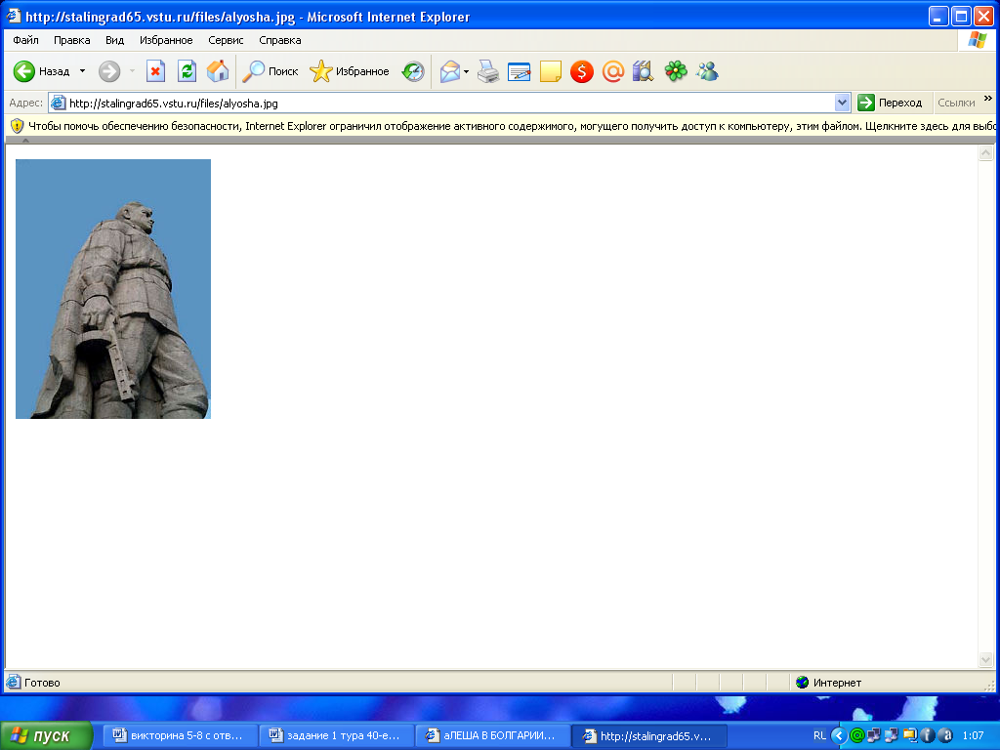 http://stalingrad65.vstu.ru/files/alyosha.jpg - Microsoft Internet Explorer
Файл Правка Вид Избранное Сервис Справка
Назад Поиск Избранное
Адрес: http://stalingrad65.vstu.ru/files/alyosha.jpg Переход Ссылки
Чтобы помочь обеспечению безопасности, Internet Explorer ограничил отображение активного содержимого, могущего получить доступ к компьютеру, этим файлом. Щелкните здесь для выбо
Готово Интернет
пуск викторина 5-8 с отв... задание 1 тура 40-е... аЛЕША В БОЛГАРИИ... http://stalingrad65.v... RL 1:07